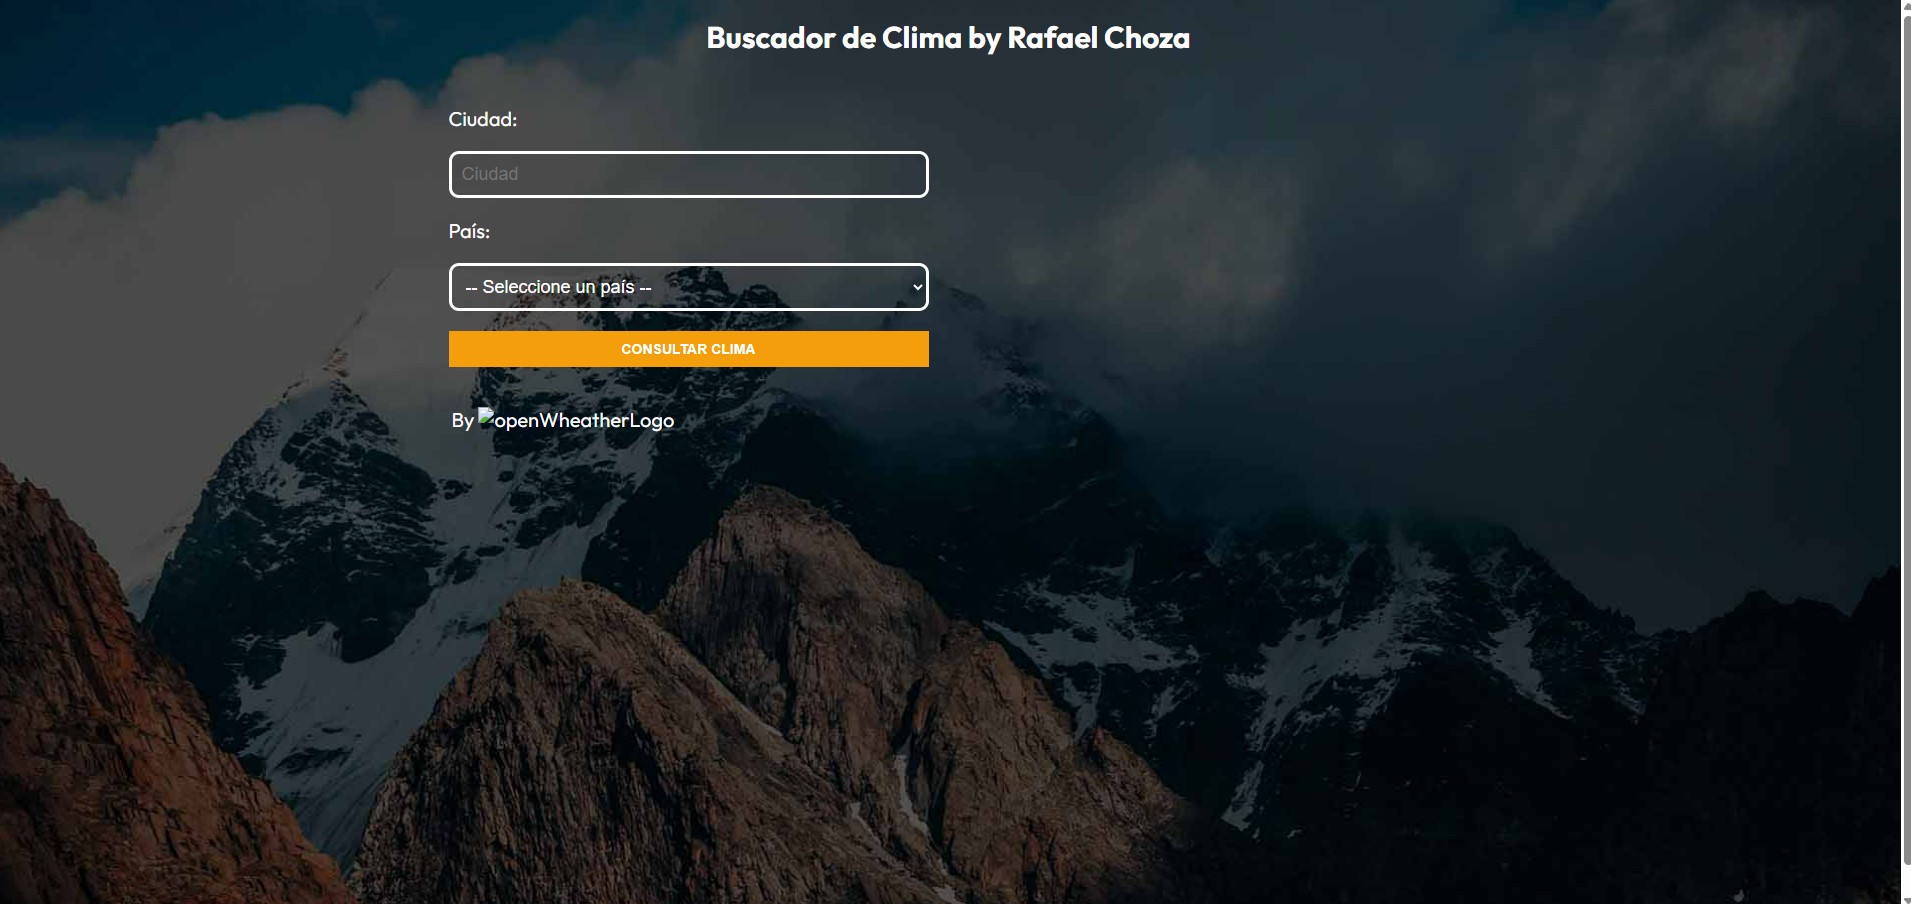 Buscador de Clima by Rafael Choza
Ciudad:
Ciudad
País:
-- Seleccione un país --
CONSULTAR CLIMA
By openWheatherLogo